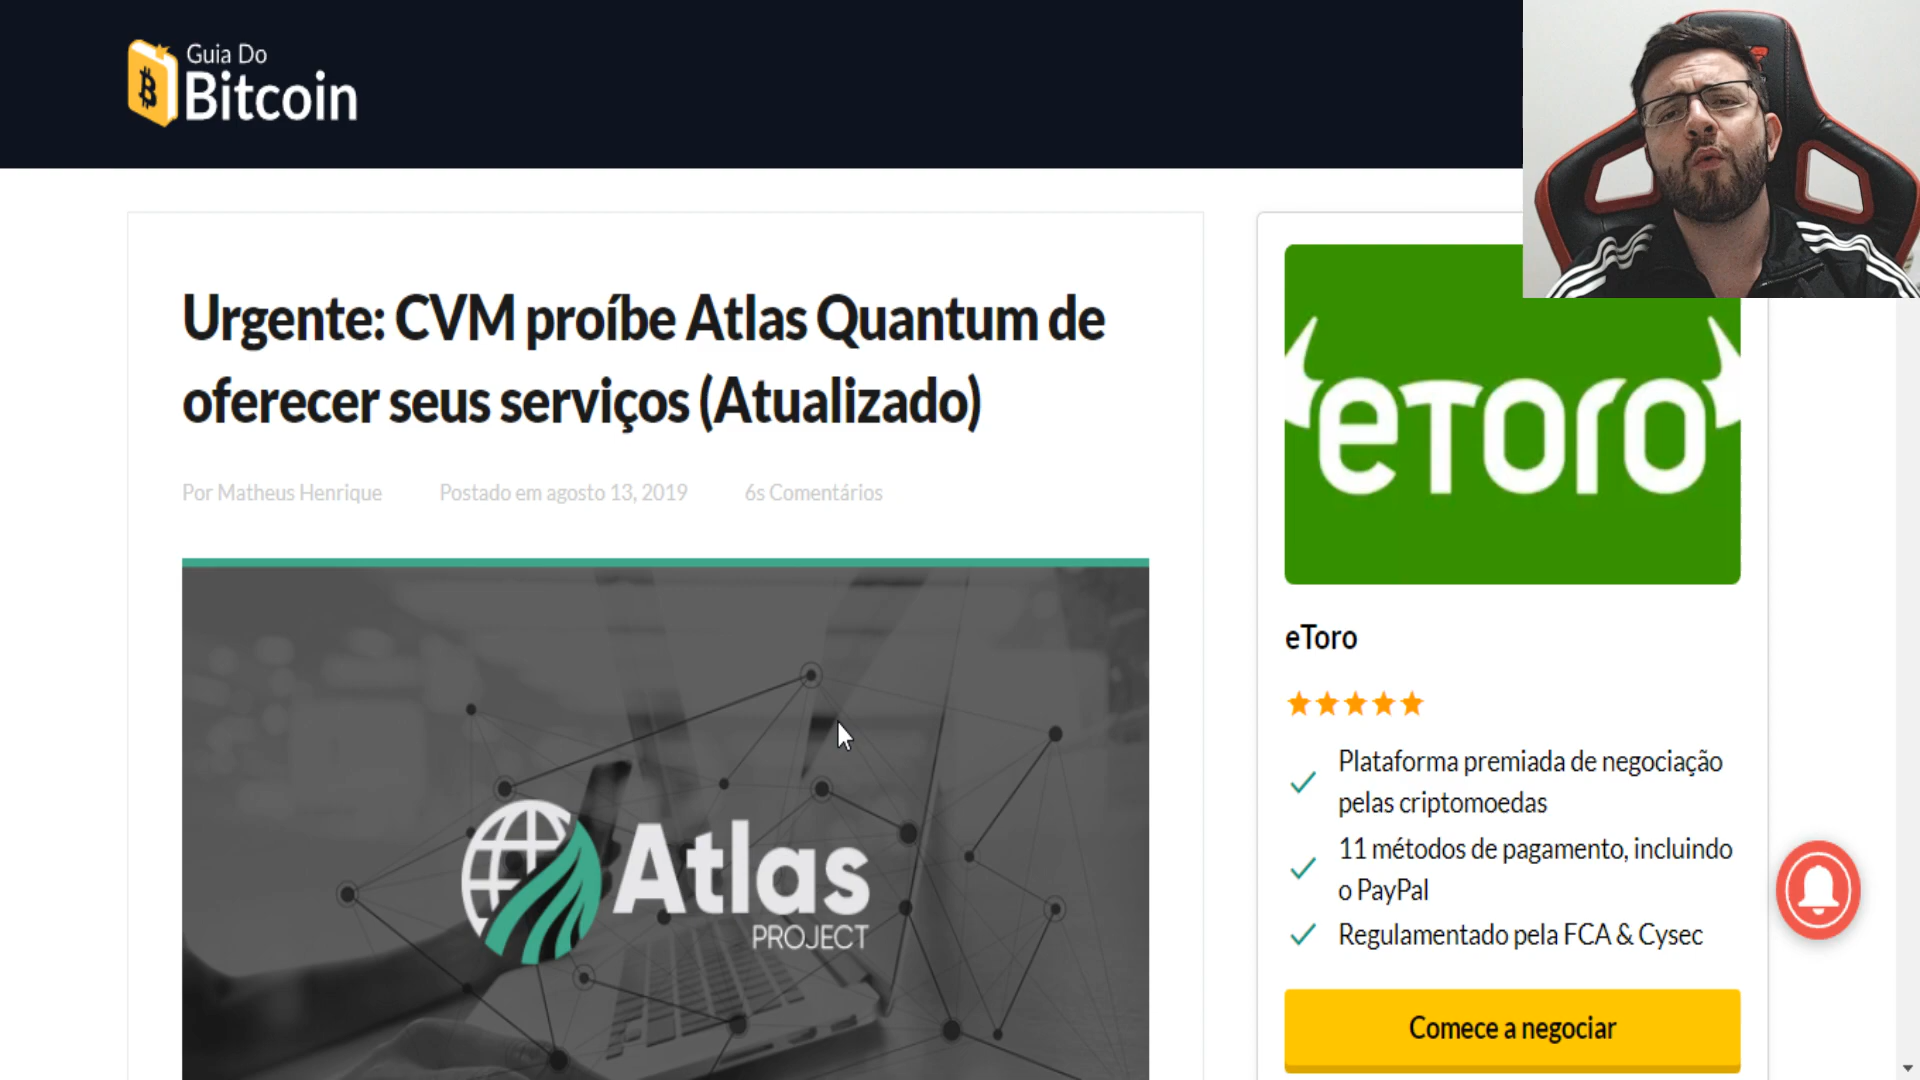 Guia Do
Bitcoin
Urgente: CVM proíbe Atlas Quantum de
oferecer seus serviços (Atualizado)
Por Matheus Henrique
Postado em agosto 13, 2019
6s Comentários
Atlas
PROJECT
eToro
eToro
Plataforma premiada de negociação
pelas criptomoedas
11 métodos de pagamento, incluindo
o PayPal
Regulamentado pela FCA & Cysec
Comece a negociar